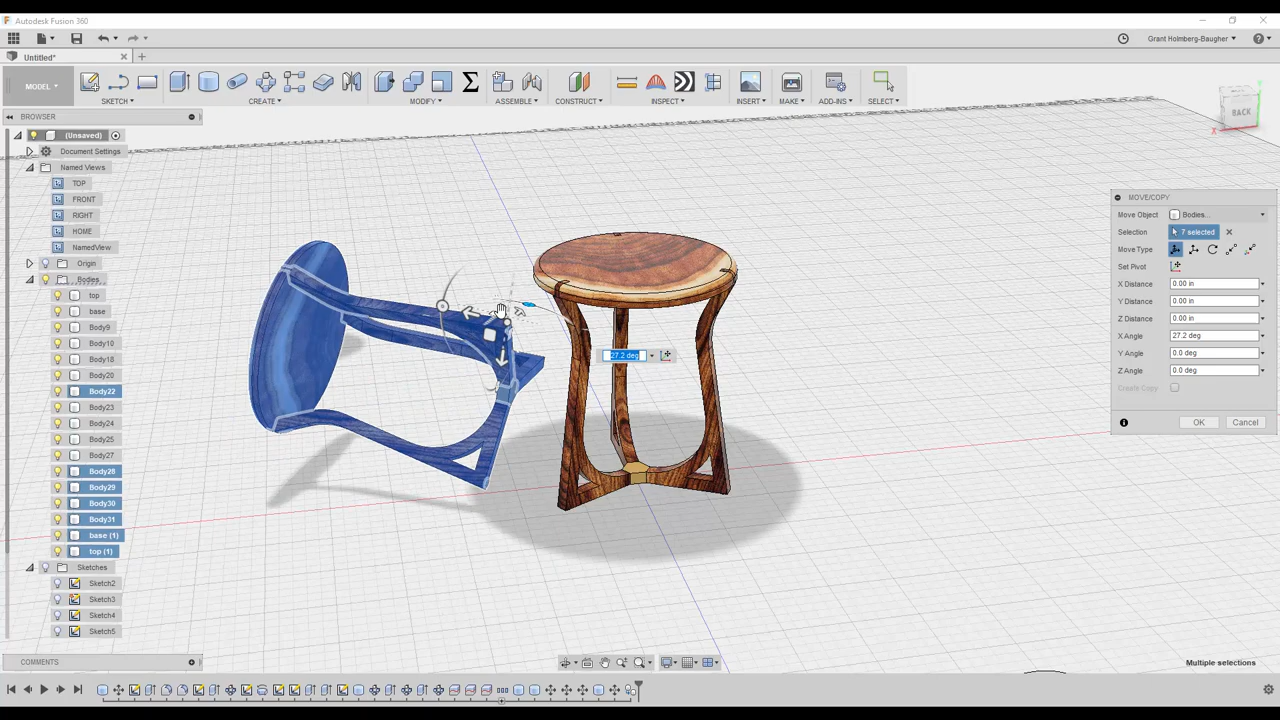 Autodesk Fusion 360
Grant Holmberg-Baugher
Untitled*
MODEL
SKETCH
CREATE
MODIFY
ASSEMBLE
CONSTRUCT
INSPECT
INSERT
MAKE
ADD-INS
SELECT
BACK
X
BROWSER
(Unsaved)
Document Settings
Named Views
TOP
FRONT
RIGHT
HOME
NamedView
Origin
Bodies
top
base
Body9
Body10
Body18
Body20
Body22
Body23
Body24
Body25
Body27
Body28
Body29
Body30
Body31
base (1)
top (1)
Sketches
Sketch2
Sketch3
Sketch4
Sketch5
27.2 deg
MOVE/COPY
Move Object Bodies...
Selection 7 selected
Move Type
Set Pivot
X Distance 0.00 in
Y Distance 0.00 in
Z Distance 0.00 in
X Angle 27.2 deg
Y Angle 0.0 deg
Z Angle 0.0 deg
Create Copy
OK Cancel
COMMENTS
Multiple selections